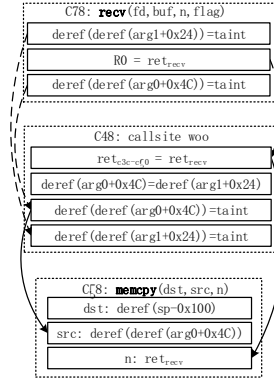 C78: recv(fd,buf,n,flag)
deref(deref(arg1+0x24)=taint
R0 = ret_recv
deref(deref(arg0+0x4C)=taint
C48: callsite woo
= ret_recv
deref(arg0+0x4C)=deref(arg1+0x24)
deref(deref(arg0+0x4C))=taint
deref(deref(arg1+0x24)=taint
memcpy(dst,src,n)
dst: deref(sp-0x100)
src: deref(deref(arg0+0x4C))
n: ret_recv